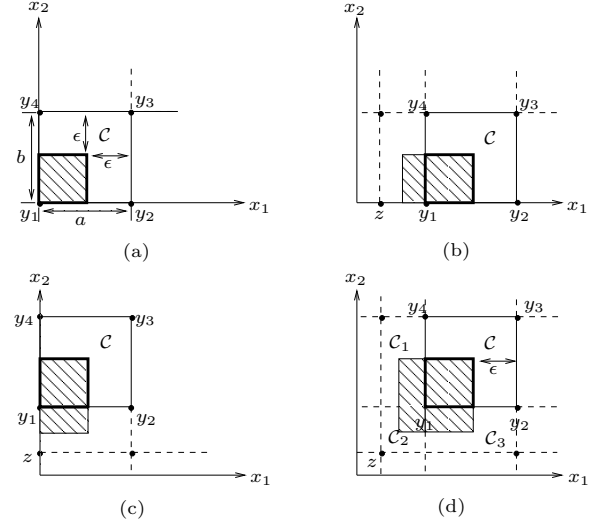 x₂
x₂
y₄
y₃
y₄
y₃
ϵ
𝒞
𝒞
b
ϵ
y₁
a
y₂
x₁
z
y₁
y₂
x₁
(a)
(b)
x₂
x₂
y₄
y₃
y₄
y₃
𝒞
𝒞₁
𝒞
ϵ
y₁
y₂
y₁
y₂
𝒞₂
𝒞₃
z
z
x₁
x₁
(c)
(d)